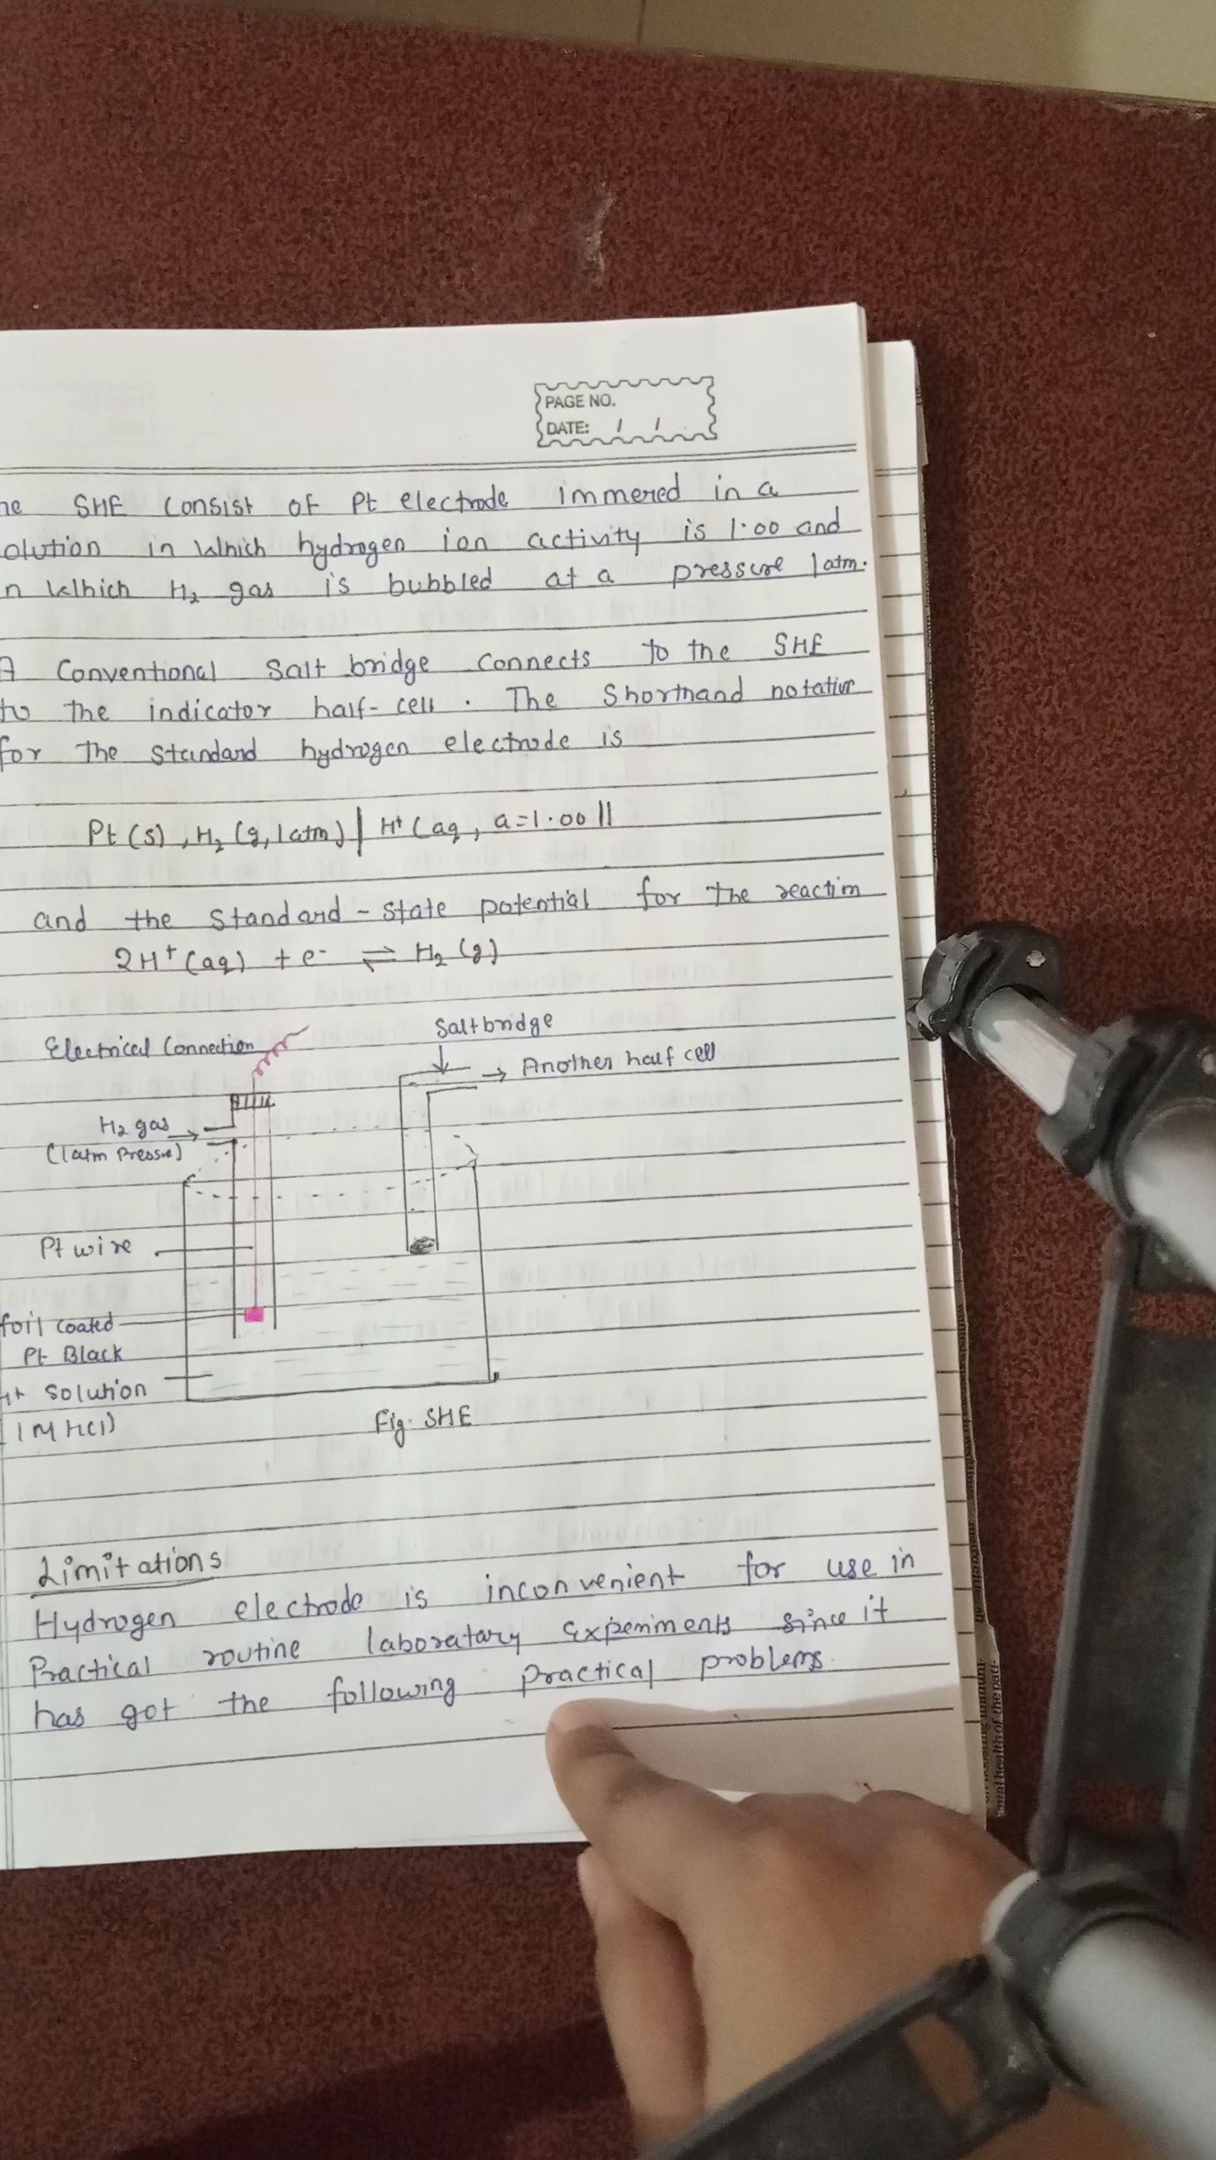 PAGE NO.
DATE: / /
he SHE Consist of Pt electrode immered in a
olution in Which hydrogen ion activity is 1.00 and
n Which H₂ gas is bubbled at a pressure 1atm.
A Conventional Salt bridge Connects to the SHE
to the indicator half-cell. The Shorthand notation
for The standard hydrogen electrode is
Pt (s), H₂ (g, 1atm) | H⁺ (aq, a=1.00 ||
and the Standard-state potential for the reaction
2H⁺ (aq) + e⁻ ⇌ H₂ (g)
Salt bridge
Electrical Connection
Another half cell
H₂ gas
(1atm Pressure)
Pt wire
foil coated
Pt Black
H⁺ Solution
1M HCl)
Fig. SHE
Limitations
Hydrogen electrode is inconvenient for use in
Practical routine laboratary Experiments since it
has got the following practical problems.